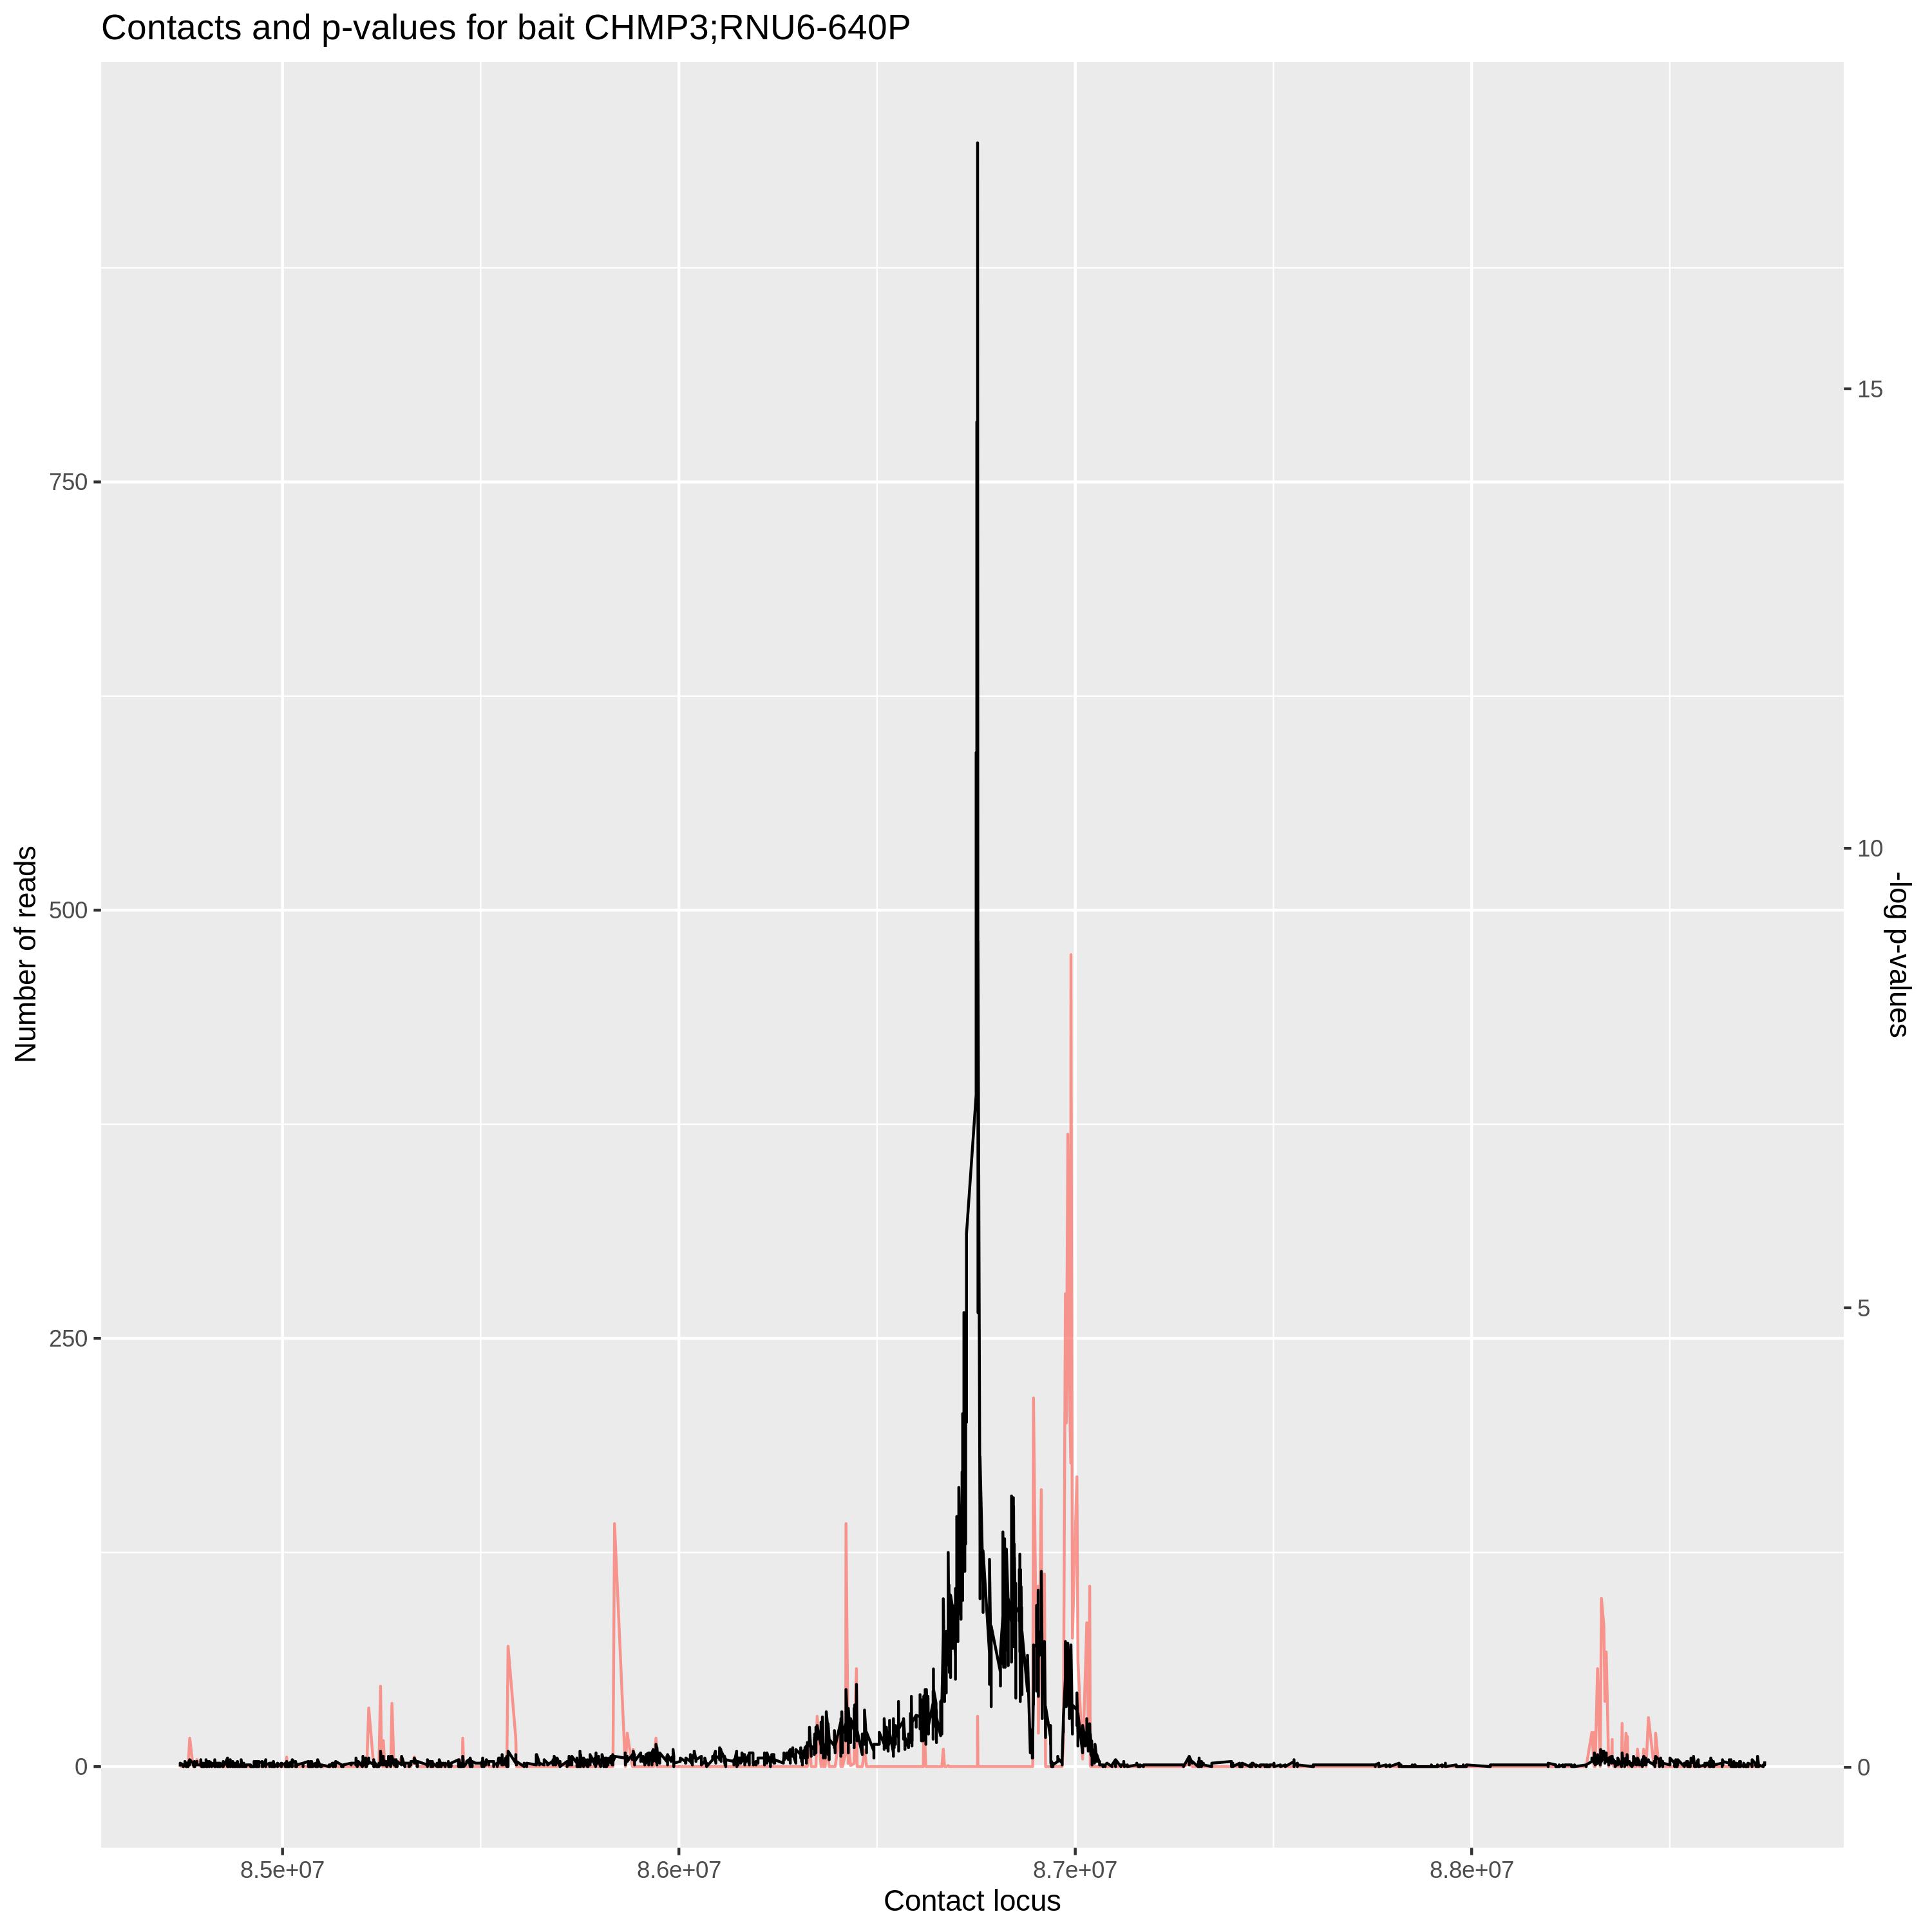 Contacts and p-values for bait CHMP3;RNU6-640P
Number of reads
750
500
250
0
15
10
5
0
-log p-values
8.5e+07 8.6e+07 8.7e+07 8.8e+07
Contact locus